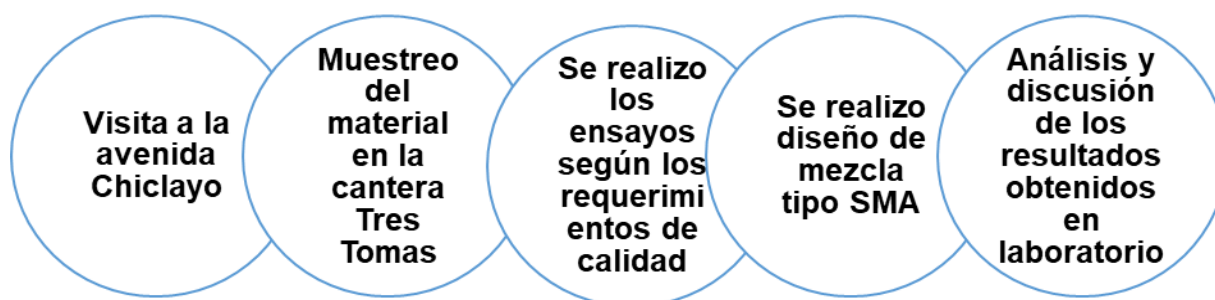 Visita a la
avenida
Chiclayo
Muestreo
del
material
en la
cantera
Tres
Tomas
Se realizo
los
ensayos
según los
requerimi
entos de
calidad
Se realizo
diseño de
mezcla
tipo SMA
Análisis y
discusión
de los
resultados
obtenidos
en
laboratorio